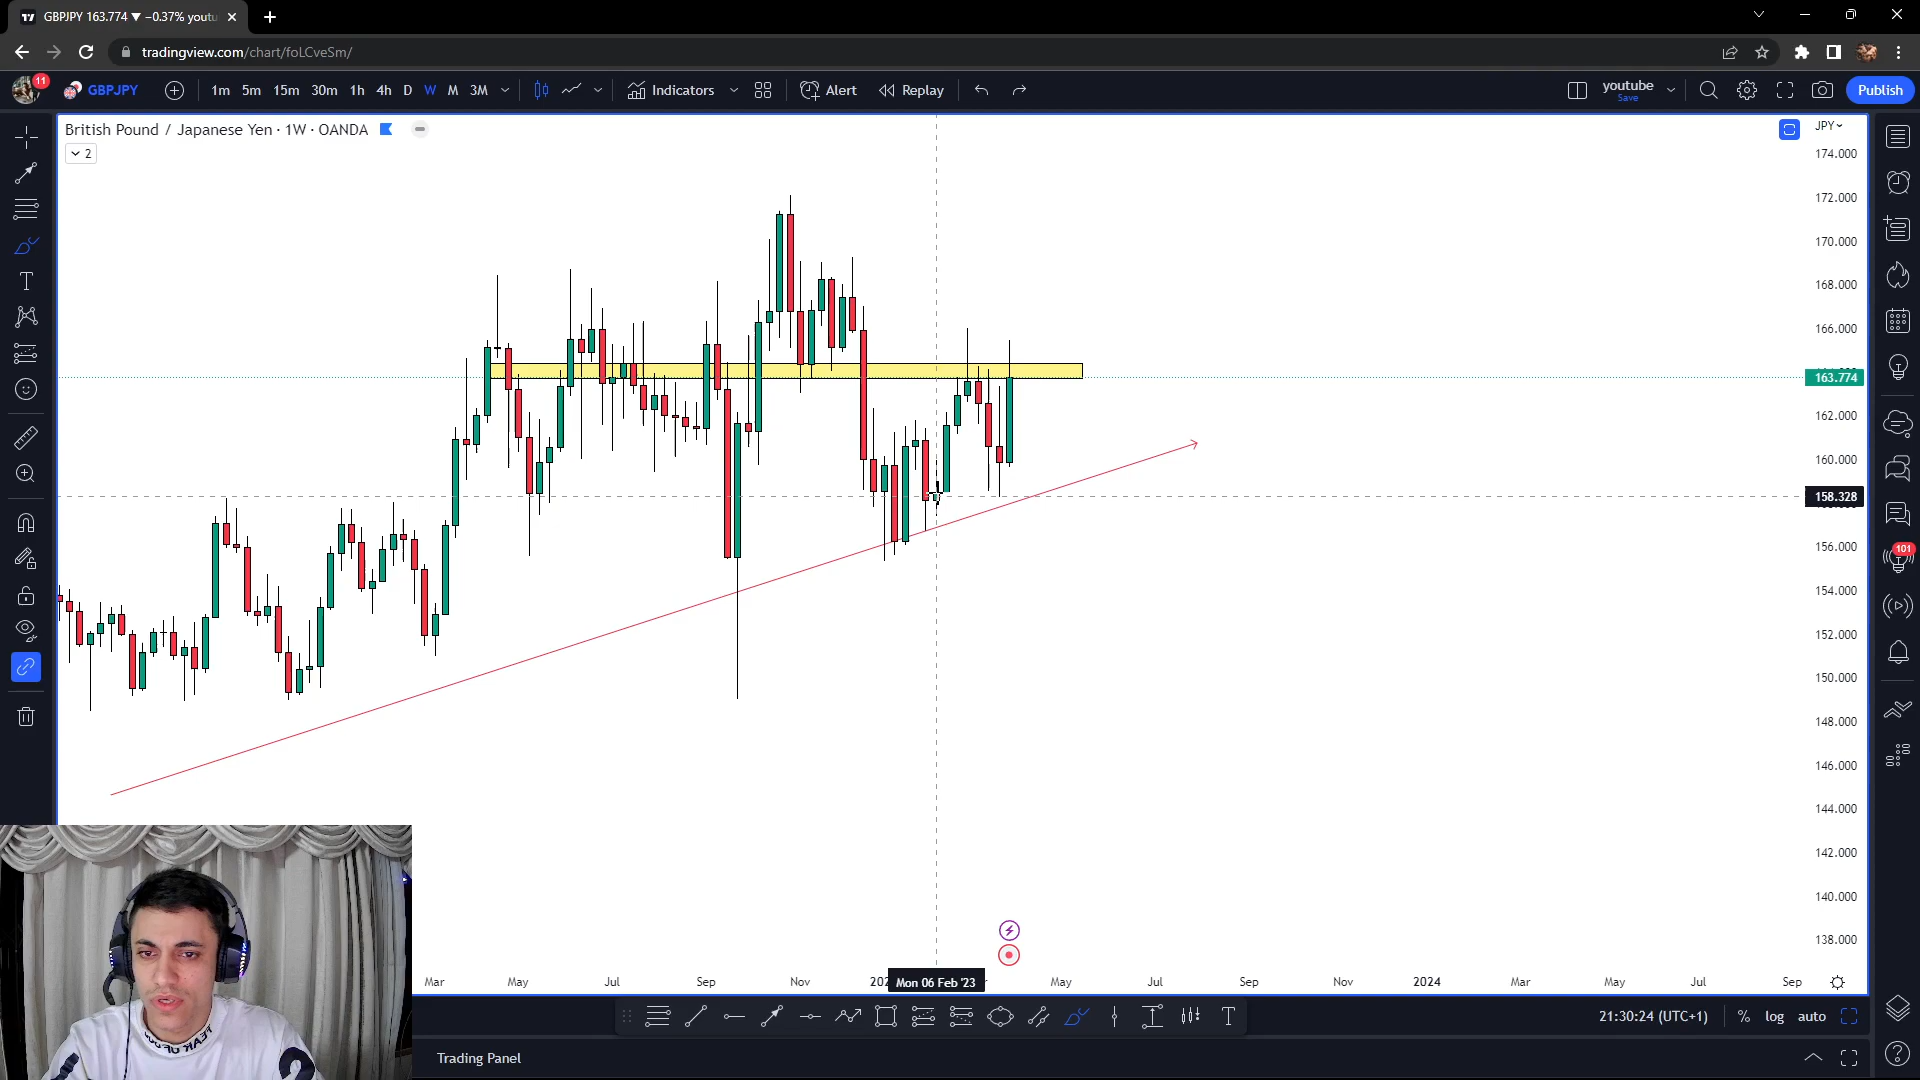 GBPJPY 163.774 ▼ −0.37% youtu
tradingview.com/chart/foLCveSm/
11
GBPJPY
1m 5m 15m 30m 1h 4h D W M 3M
Indicators
Alert
Replay
youtube
Save
Publish
British Pound / Japanese Yen · 1W · OANDA
2
JPY
174.000
172.000
170.000
168.000
166.000
163.774
162.000
160.000
158.328
156.000
154.000
152.000
150.000
148.000
146.000
144.000
142.000
140.000
138.000
101
Mar May Jul Sep Nov 202 Mon 06 Feb '23 May Jul Sep Nov 2024 Mar May Jul Sep
21:30:24 (UTC+1)
%
log
auto
Trading Panel